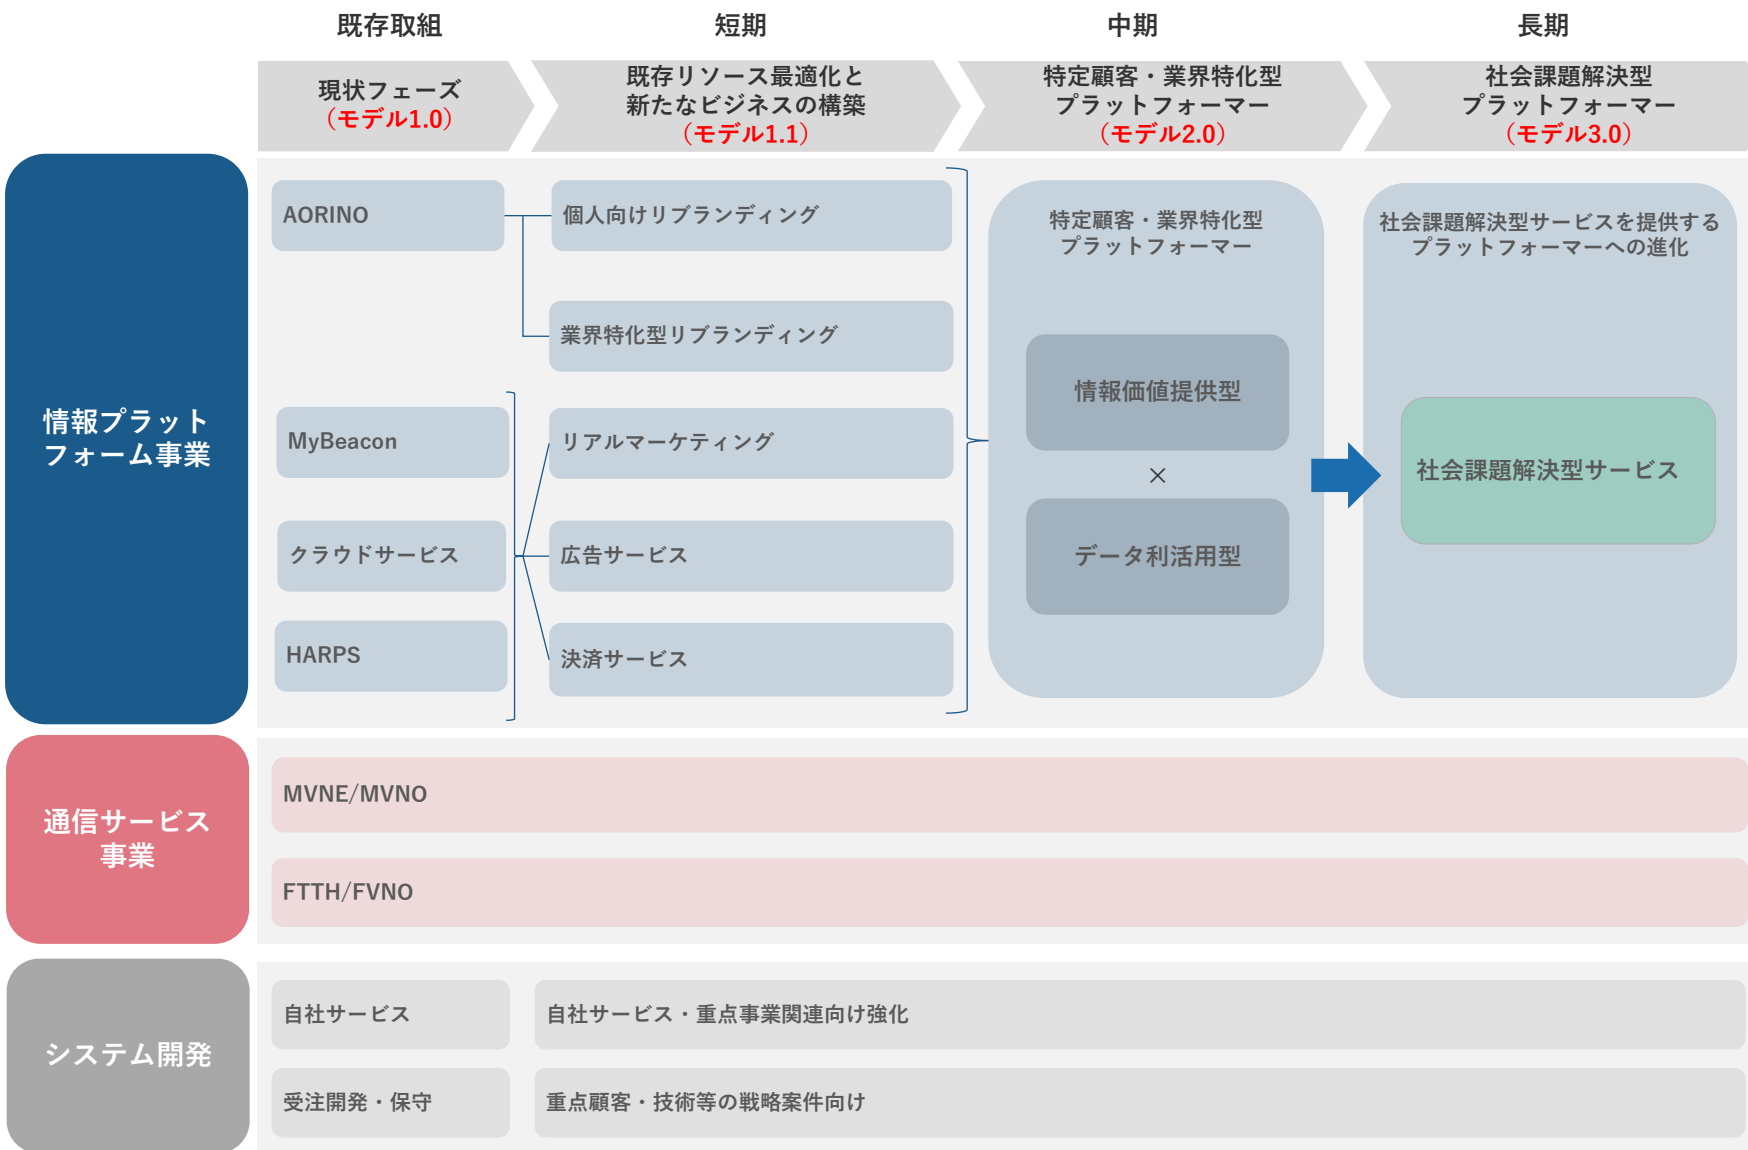 既存取組
短期
中期
長期
現状フェーズ
（モデル1.0）
既存リソース最適化と
新たなビジネスの構築
（モデル1.1）
特定顧客・業界特化型
プラットフォーマー
（モデル2.0）
社会課題解決型
プラットフォーマー
（モデル3.0）
情報プラット
フォーム事業
AORINO
個人向けリブランディング
業界特化型リブランディング
MyBeacon
リアルマーケティング
クラウドサービス
広告サービス
HARPS
決済サービス
特定顧客・業界特化型
プラットフォーマー
情報価値提供型
×
データ利活用型
社会課題解決型サービスを提供する
プラットフォーマーへの進化
社会課題解決型サービス
通信サービス
事業
MVNE/MVNO
FTTH/FVNO
システム開発
自社サービス
自社サービス・重点事業関連向け強化
受注開発・保守
重点顧客・技術等の戦略案件向け